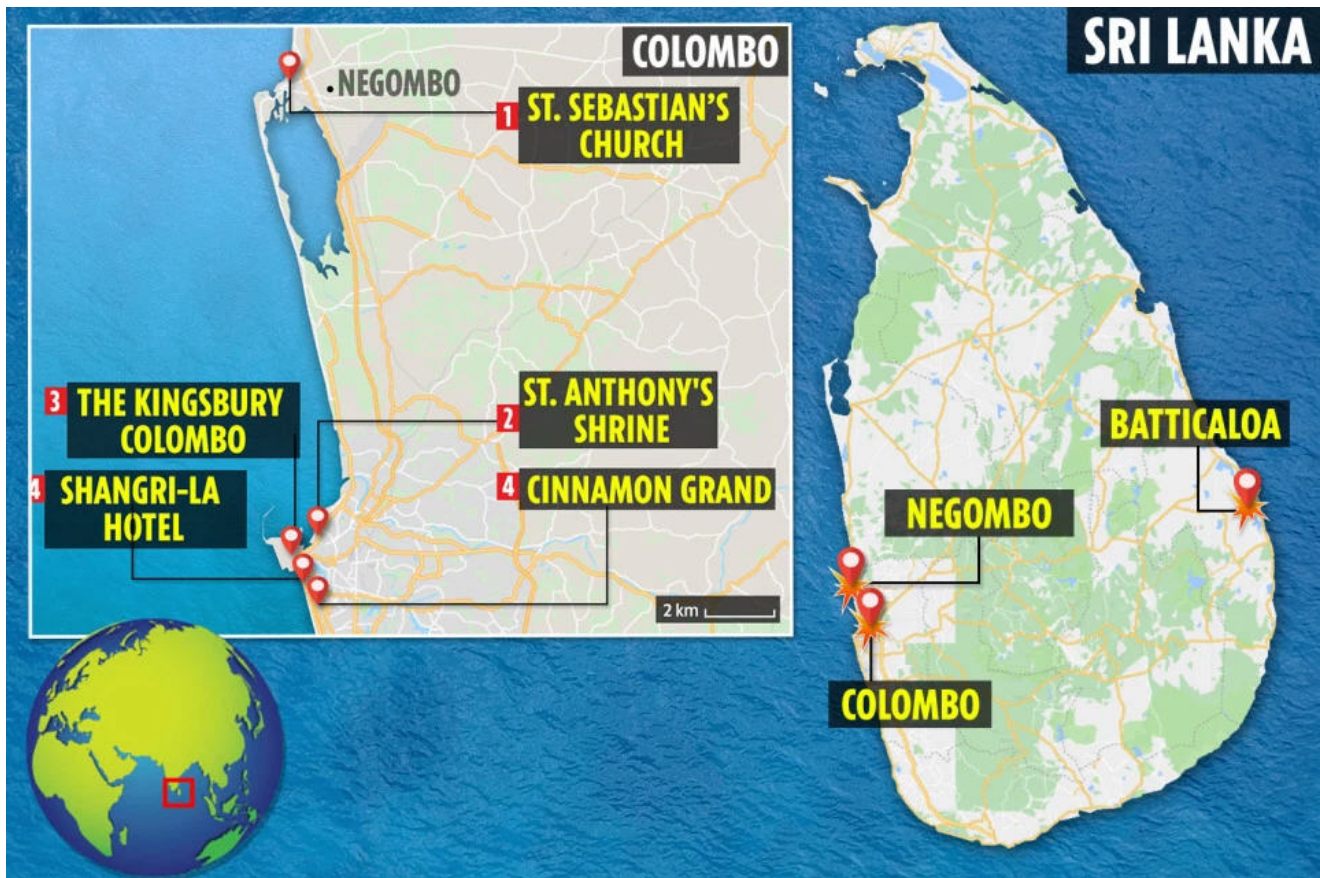 SRI LANKA
COLOMBO
•NEGOMBO
1
ST. SEBASTIAN'S
CHURCH
3
THE KINGSBURY
COLOMBO
2
ST. ANTHONY'S
SHRINE
4
SHANGRI-LA
HOTEL
4
CINNAMON GRAND
2 km
BATTICALOA
NEGOMBO
COLOMBO